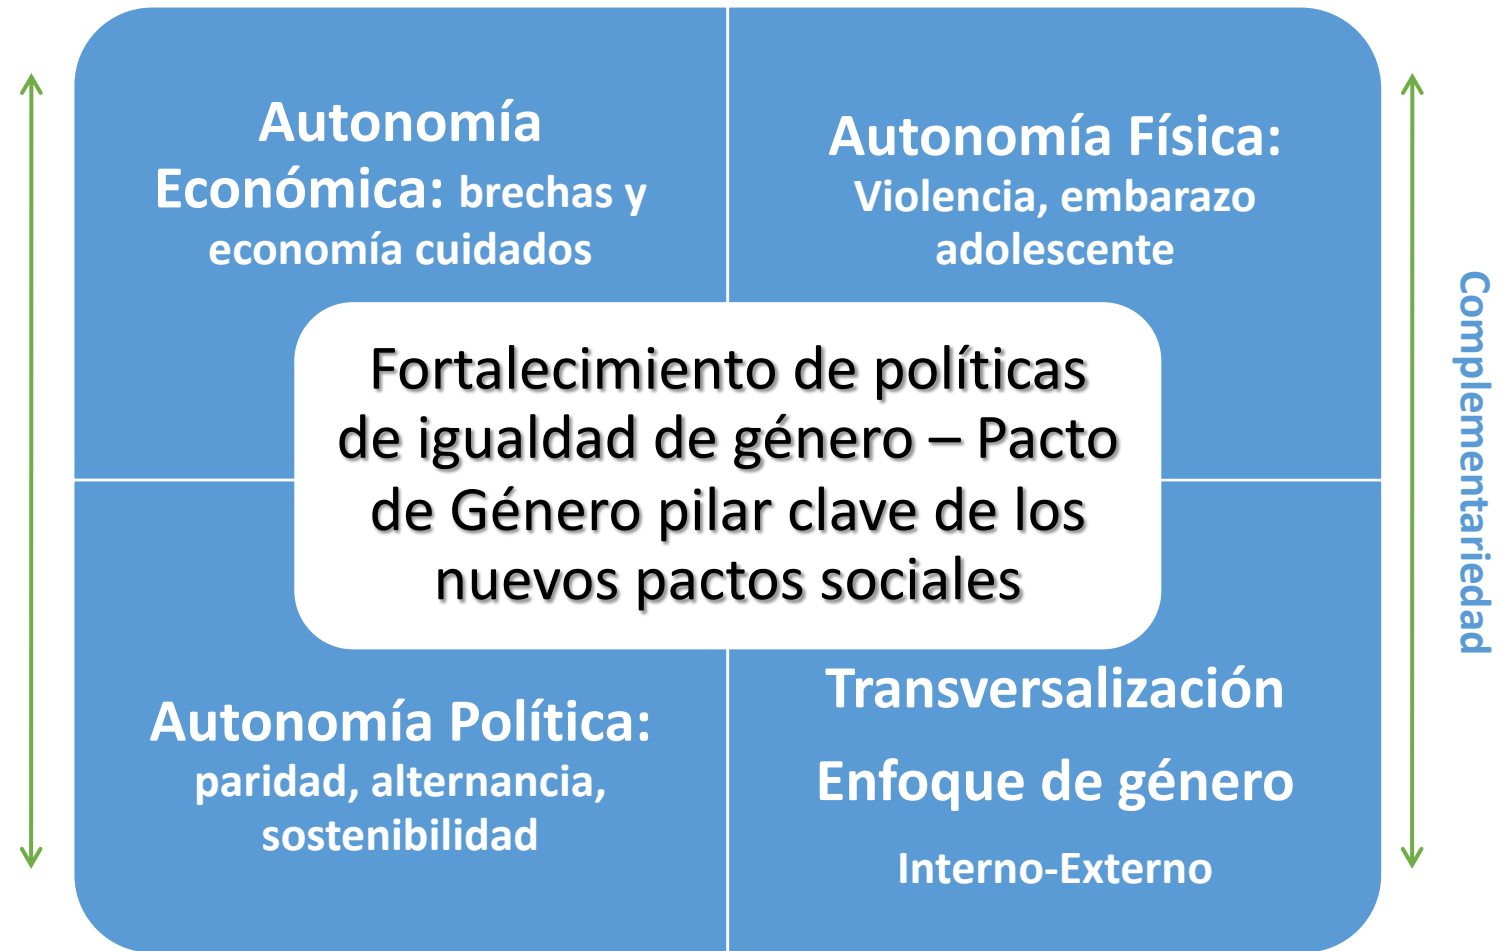 Autonomía
Económica: brechas y
economía cuidados
Autonomía Física:
Violencia, embarazo
adolescente
Fortalecimiento de políticas
de igualdad de género – Pacto
de Género pilar clave de los
nuevos pactos sociales
Autonomía Política:
paridad, alternancia,
sostenibilidad
Transversalización
Enfoque de género
Interno-Externo
Complementariedad